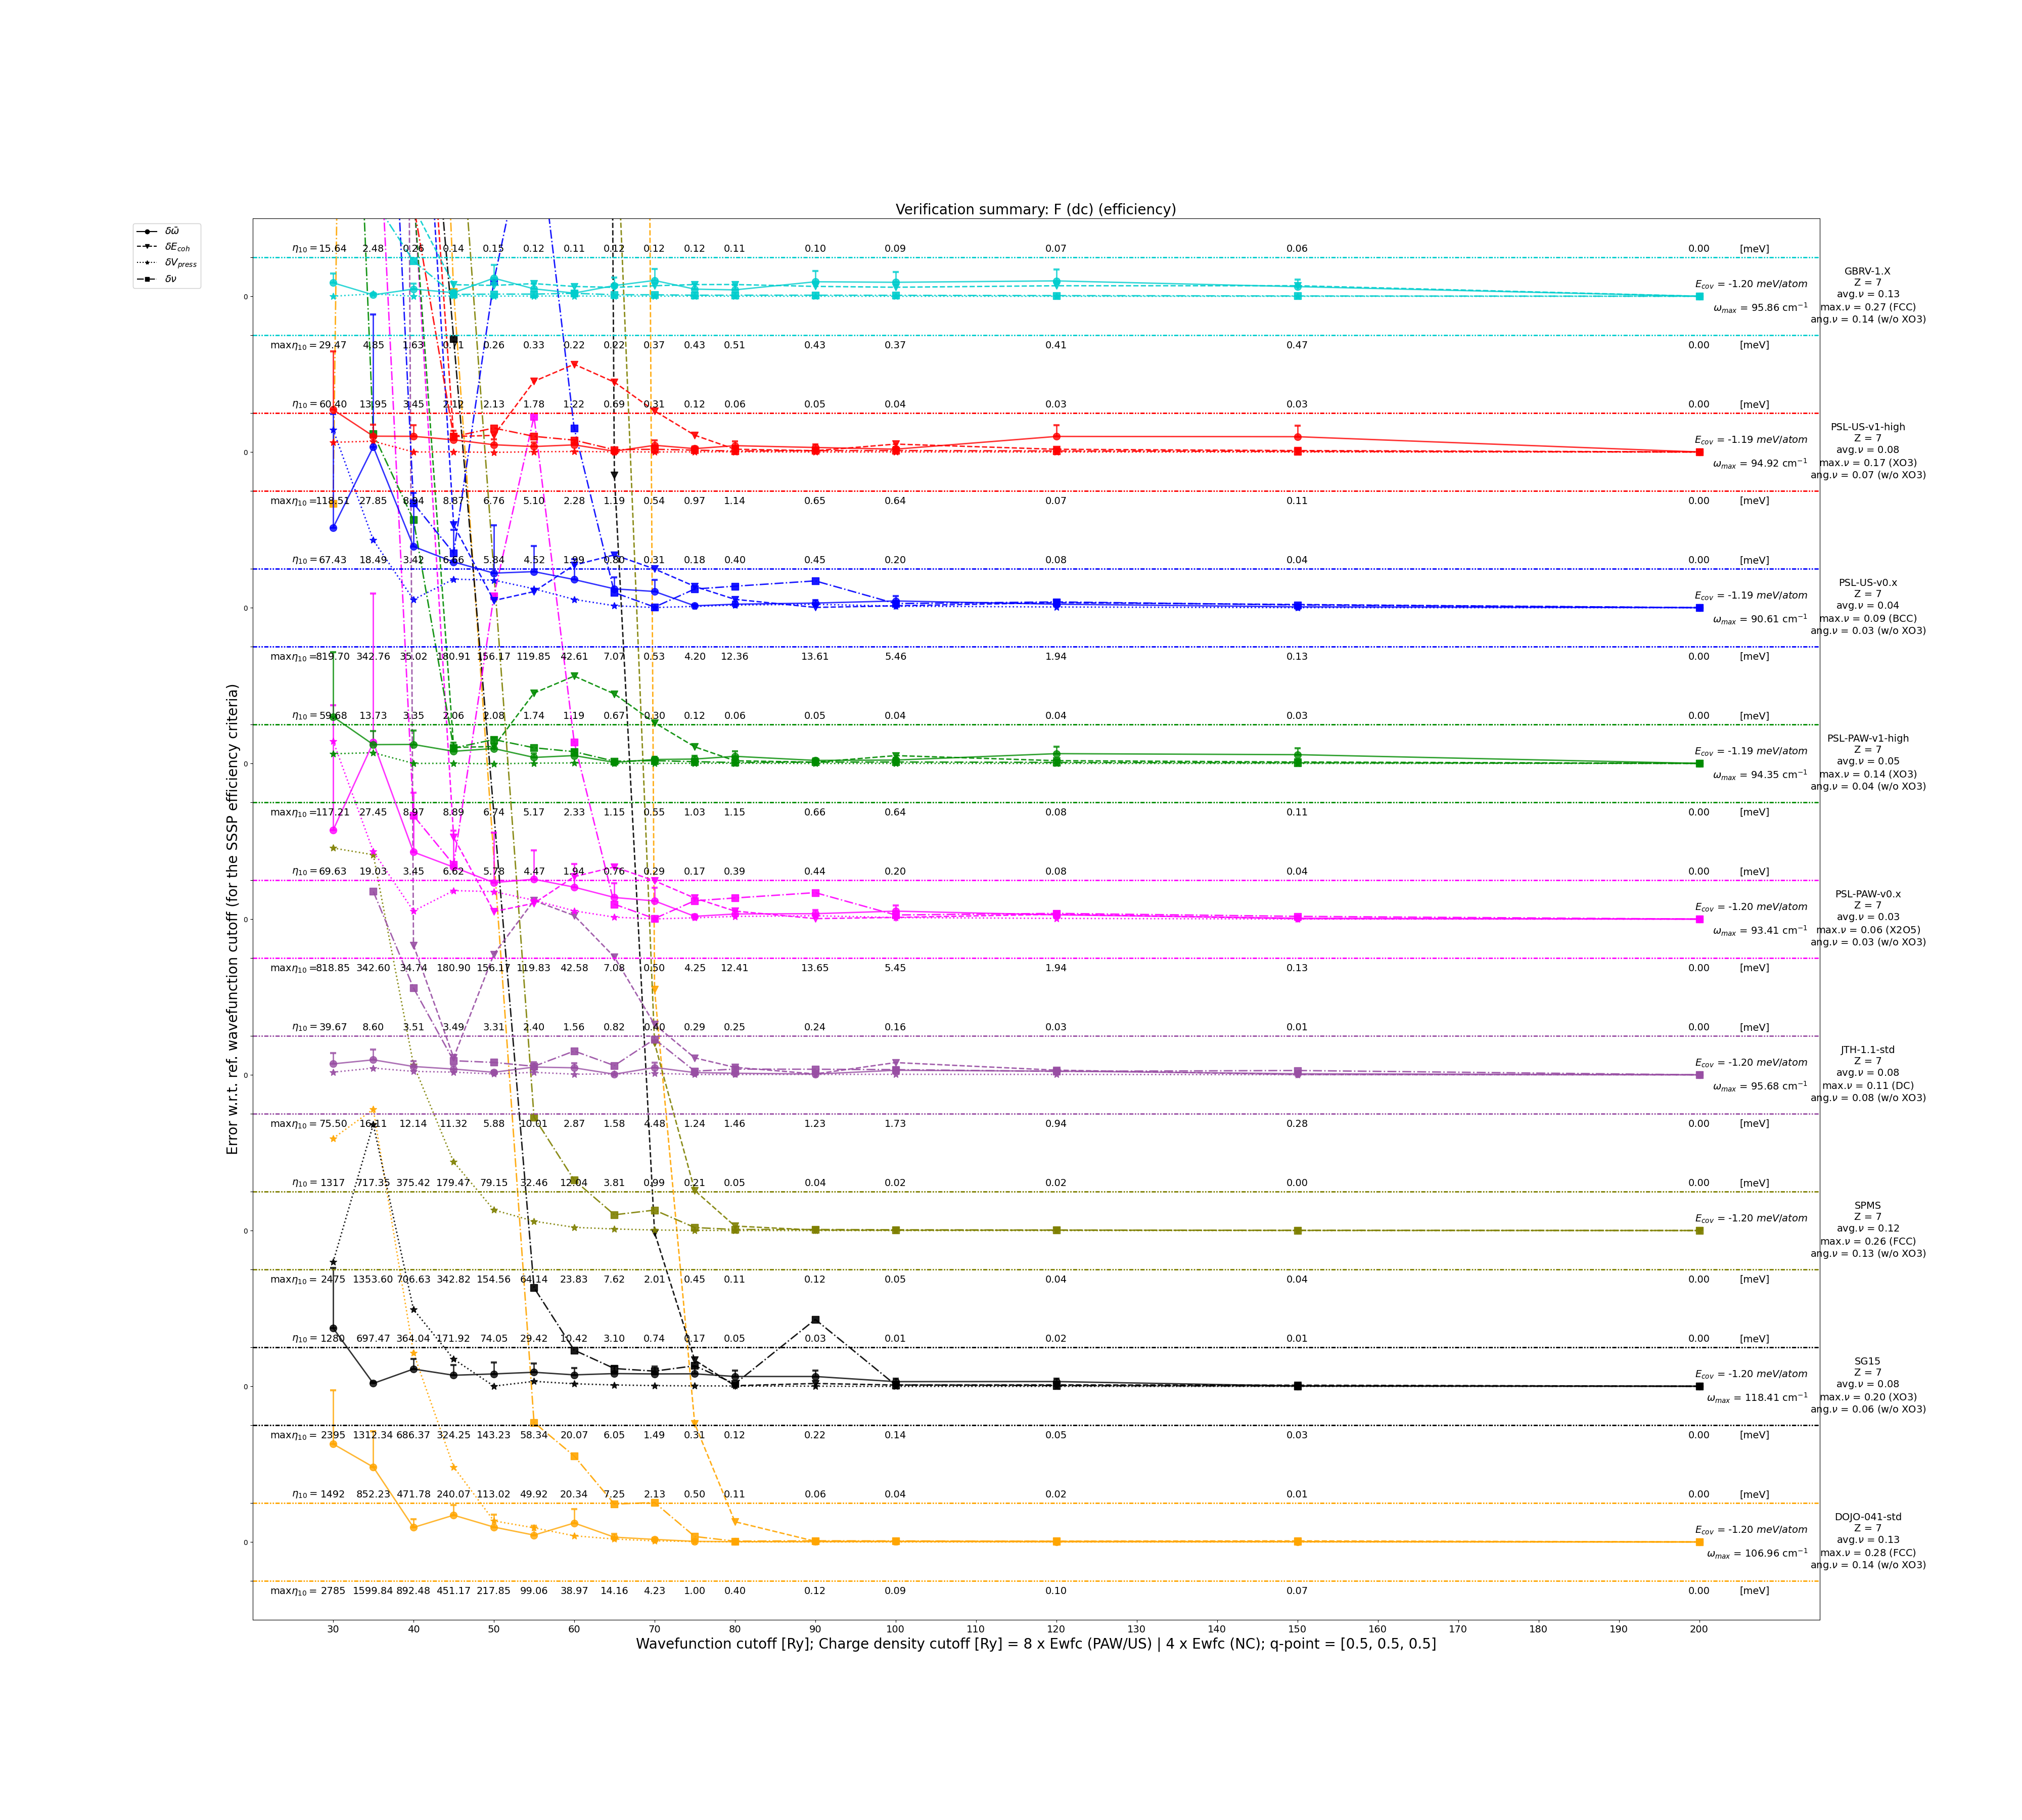 Verification summary: F (dc) (efficiency)
δω̄
δE_coh
δV_press
δν
Error w.r.t. ref. wavefunction cutoff (for the SSSP efficiency criteria)
η₁₀ = 15.64 2.48 0.26 0.14 0.15 0.12 0.11 0.12 0.12 0.12 0.11 0.10 0.09 0.07 0.06 0.00 [meV]
0
E_cov = -1.20 meV/atom
ω_max = 95.86 cm⁻¹
GBRV-1.X
Z = 7
avg.ν = 0.13
max.ν = 0.27 (FCC)
ang.ν = 0.14 (w/o XO3)
maxη₁₀ = 29.47 4.85 1.63 0.71 0.26 0.33 0.22 0.22 0.37 0.43 0.51 0.43 0.37 0.41 0.47 0.00 [meV]
η₁₀ = 60.40 13.95 3.45 2.12 2.13 1.78 1.22 0.69 0.31 0.12 0.06 0.05 0.04 0.03 0.03 0.00 [meV]
0
E_cov = -1.19 meV/atom
ω_max = 94.92 cm⁻¹
PSL-US-v1-high
Z = 7
avg.ν = 0.08
max.ν = 0.17 (XO3)
ang.ν = 0.07 (w/o XO3)
maxη₁₀ = 118.51 27.85 8.94 8.87 6.76 5.10 2.28 1.19 0.54 0.97 1.14 0.65 0.64 0.07 0.11 0.00 [meV]
η₁₀ = 67.43 18.49 3.42 6.66 5.84 4.52 1.99 0.80 0.31 0.18 0.40 0.45 0.20 0.08 0.04 0.00 [meV]
0
E_cov = -1.19 meV/atom
ω_max = 90.61 cm⁻¹
PSL-US-v0.x
Z = 7
avg.ν = 0.04
max.ν = 0.09 (BCC)
ang.ν = 0.03 (w/o XO3)
maxη₁₀ = 819.70 342.76 35.02 180.91 156.17 119.85 42.61 7.07 0.53 4.20 12.36 13.61 5.46 1.94 0.13 0.00 [meV]
η₁₀ = 59.68 13.73 3.35 2.06 2.08 1.74 1.19 0.67 0.30 0.12 0.06 0.05 0.04 0.04 0.03 0.00 [meV]
0
E_cov = -1.19 meV/atom
ω_max = 94.35 cm⁻¹
PSL-PAW-v1-high
Z = 7
avg.ν = 0.05
max.ν = 0.14 (XO3)
ang.ν = 0.04 (w/o XO3)
maxη₁₀ = 117.21 27.45 8.97 8.89 6.74 5.17 2.33 1.15 0.55 1.03 1.15 0.66 0.64 0.08 0.11 0.00 [meV]
η₁₀ = 69.63 19.03 3.45 6.62 5.78 4.47 1.94 0.76 0.29 0.17 0.39 0.44 0.20 0.08 0.04 0.00 [meV]
0
E_cov = -1.20 meV/atom
ω_max = 93.41 cm⁻¹
PSL-PAW-v0.x
Z = 7
avg.ν = 0.03
max.ν = 0.06 (X2O5)
ang.ν = 0.03 (w/o XO3)
maxη₁₀ = 818.85 342.60 34.74 180.90 156.17 119.83 42.58 7.08 0.50 4.25 12.41 13.65 5.45 1.94 0.13 0.00 [meV]
η₁₀ = 39.67 8.60 3.51 3.49 3.31 2.40 1.56 0.82 0.40 0.29 0.25 0.24 0.16 0.03 0.01 0.00 [meV]
0
E_cov = -1.20 meV/atom
ω_max = 95.68 cm⁻¹
JTH-1.1-std
Z = 7
avg.ν = 0.08
max.ν = 0.11 (DC)
ang.ν = 0.08 (w/o XO3)
maxη₁₀ = 75.50 16.11 12.14 11.32 5.88 10.01 2.87 1.58 4.48 1.24 1.46 1.23 1.73 0.94 0.28 0.00 [meV]
η₁₀ = 1317 717.35 375.42 179.47 79.15 32.46 12.04 3.81 0.99 0.21 0.05 0.04 0.02 0.02 0.00 0.00 [meV]
0
E_cov = -1.20 meV/atom
SPMS
Z = 7
avg.ν = 0.12
max.ν = 0.26 (FCC)
ang.ν = 0.13 (w/o XO3)
maxη₁₀ = 2475 1353.60 706.63 342.82 154.56 64.14 23.83 7.62 2.01 0.45 0.11 0.12 0.05 0.04 0.04 0.00 [meV]
η₁₀ = 1280 697.47 364.04 171.92 74.05 29.42 10.42 3.10 0.74 0.17 0.05 0.03 0.01 0.02 0.01 0.00 [meV]
0
E_cov = -1.20 meV/atom
ω_max = 118.41 cm⁻¹
SG15
Z = 7
avg.ν = 0.08
max.ν = 0.20 (XO3)
ang.ν = 0.06 (w/o XO3)
maxη₁₀ = 2395 1312.34 686.37 324.25 143.23 58.34 20.07 6.05 1.49 0.31 0.12 0.22 0.14 0.05 0.03 0.00 [meV]
η₁₀ = 1492 852.23 471.78 240.07 113.02 49.92 20.34 7.25 2.13 0.50 0.11 0.06 0.04 0.02 0.01 0.00 [meV]
0
E_cov = -1.20 meV/atom
ω_max = 106.96 cm⁻¹
DOJO-041-std
Z = 7
avg.ν = 0.13
max.ν = 0.28 (FCC)
ang.ν = 0.14 (w/o XO3)
maxη₁₀ = 2785 1599.84 892.48 451.17 217.85 99.06 38.97 14.16 4.23 1.00 0.40 0.12 0.09 0.10 0.07 0.00 [meV]
30 40 50 60 70 80 90 100 110 120 130 140 150 160 170 180 190 200
Wavefunction cutoff [Ry]; Charge density cutoff [Ry] = 8 x Ewfc (PAW/US) | 4 x Ewfc (NC); q-point = [0.5, 0.5, 0.5]